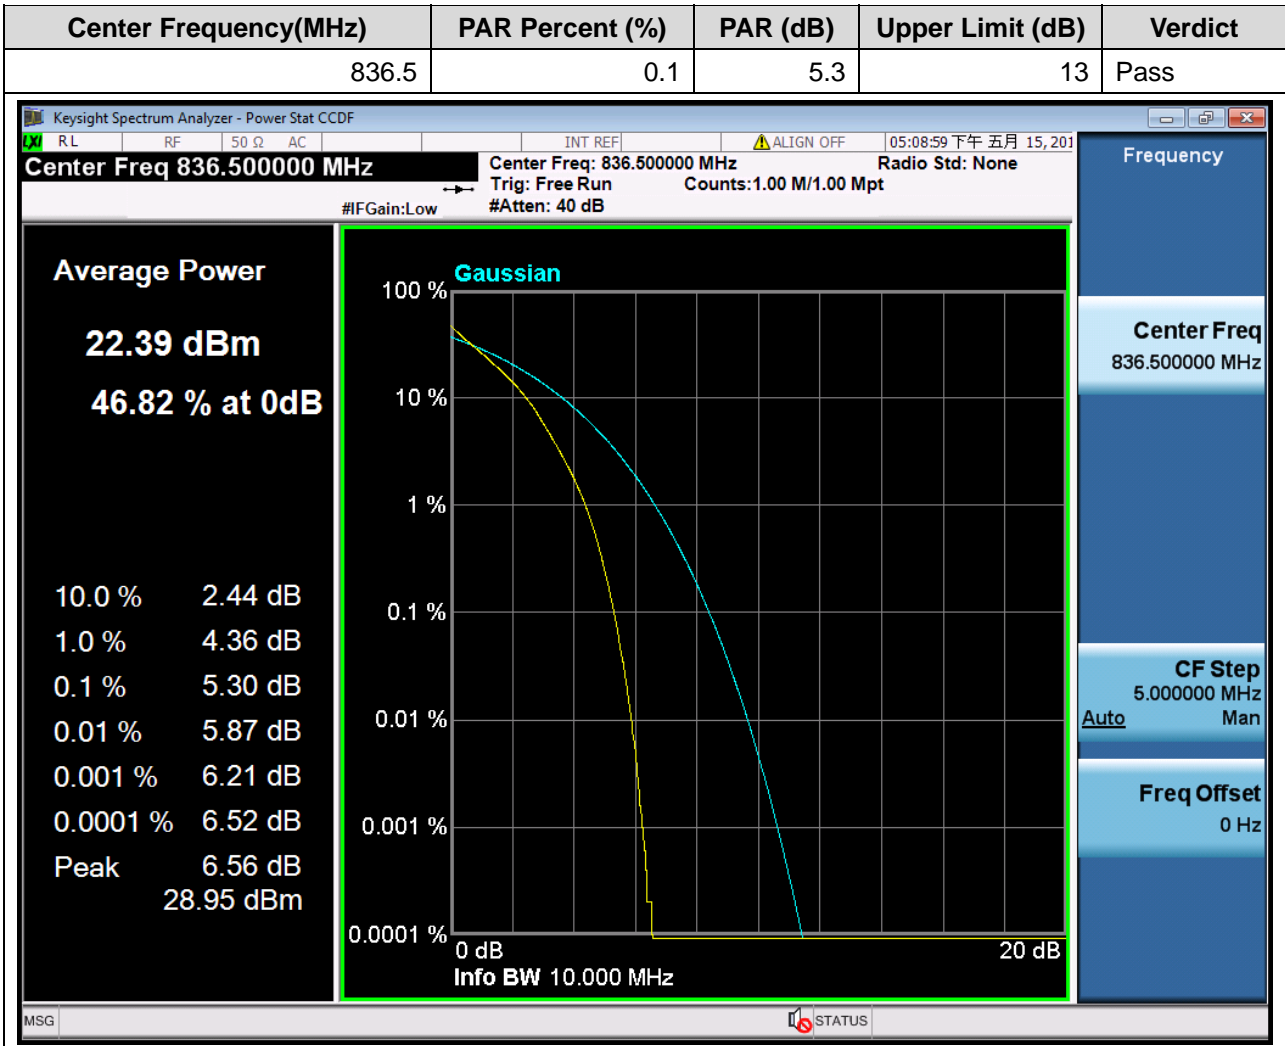 Center Frequency(MHz) PAR Percent (%) PAR (dB) Upper Limit (dB) Verdict
836.5 0.1 5.3 13 Pass
Keysight Spectrum Analyzer - Power Stat CCDF
LXI RL RF 50 Ω AC INT REF ALIGN OFF 05:08:59 下午 五月 15, 201
Center Freq 836.500000 MHz
Center Freq: 836.500000 MHz Radio Std: None
Trig: Free Run Counts:1.00 M/1.00 Mpt
#IFGain:Low #Atten: 40 dB
Frequency
Average Power
22.39 dBm
46.82 % at 0dB
10.0 % 2.44 dB
1.0 % 4.36 dB
0.1 % 5.30 dB
0.01 % 5.87 dB
0.001 % 6.21 dB
0.0001 % 6.52 dB
Peak 6.56 dB
28.95 dBm
Gaussian
100 %
10 %
1 %
0.1 %
0.01 %
0.001 %
0.0001 %
0 dB 20 dB
Info BW 10.000 MHz
Center Freq
836.500000 MHz
CF Step
5.000000 MHz
Auto Man
Freq Offset
0 Hz
MSG STATUS